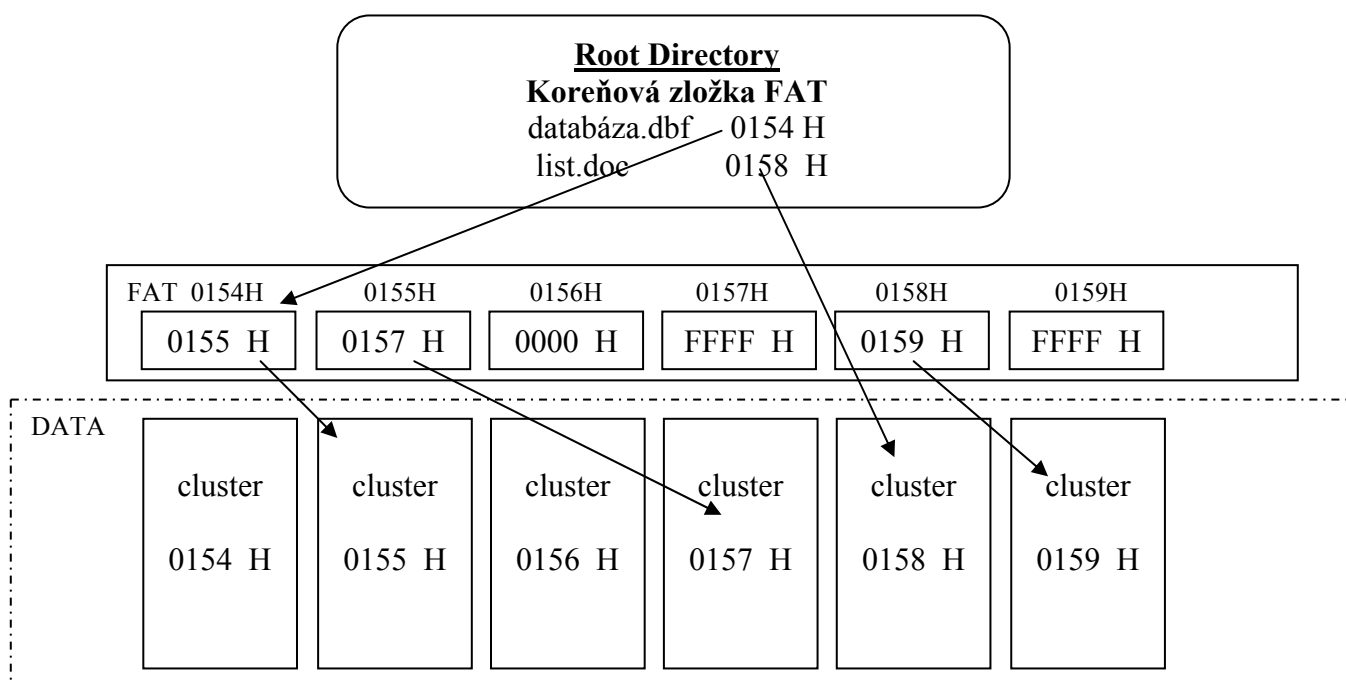 Root Directory
Koreňová zložka FAT
databáza.dbf 0154 H
list.doc 0158 H
FAT 0154H 0155H 0156H 0157H 0158H 0159H
0155 H 0157 H 0000 H FFFF H 0159 H FFFF H
DATA
cluster cluster cluster cluster cluster cluster
0154 H 0155 H 0156 H 0157 H 0158 H 0159 H